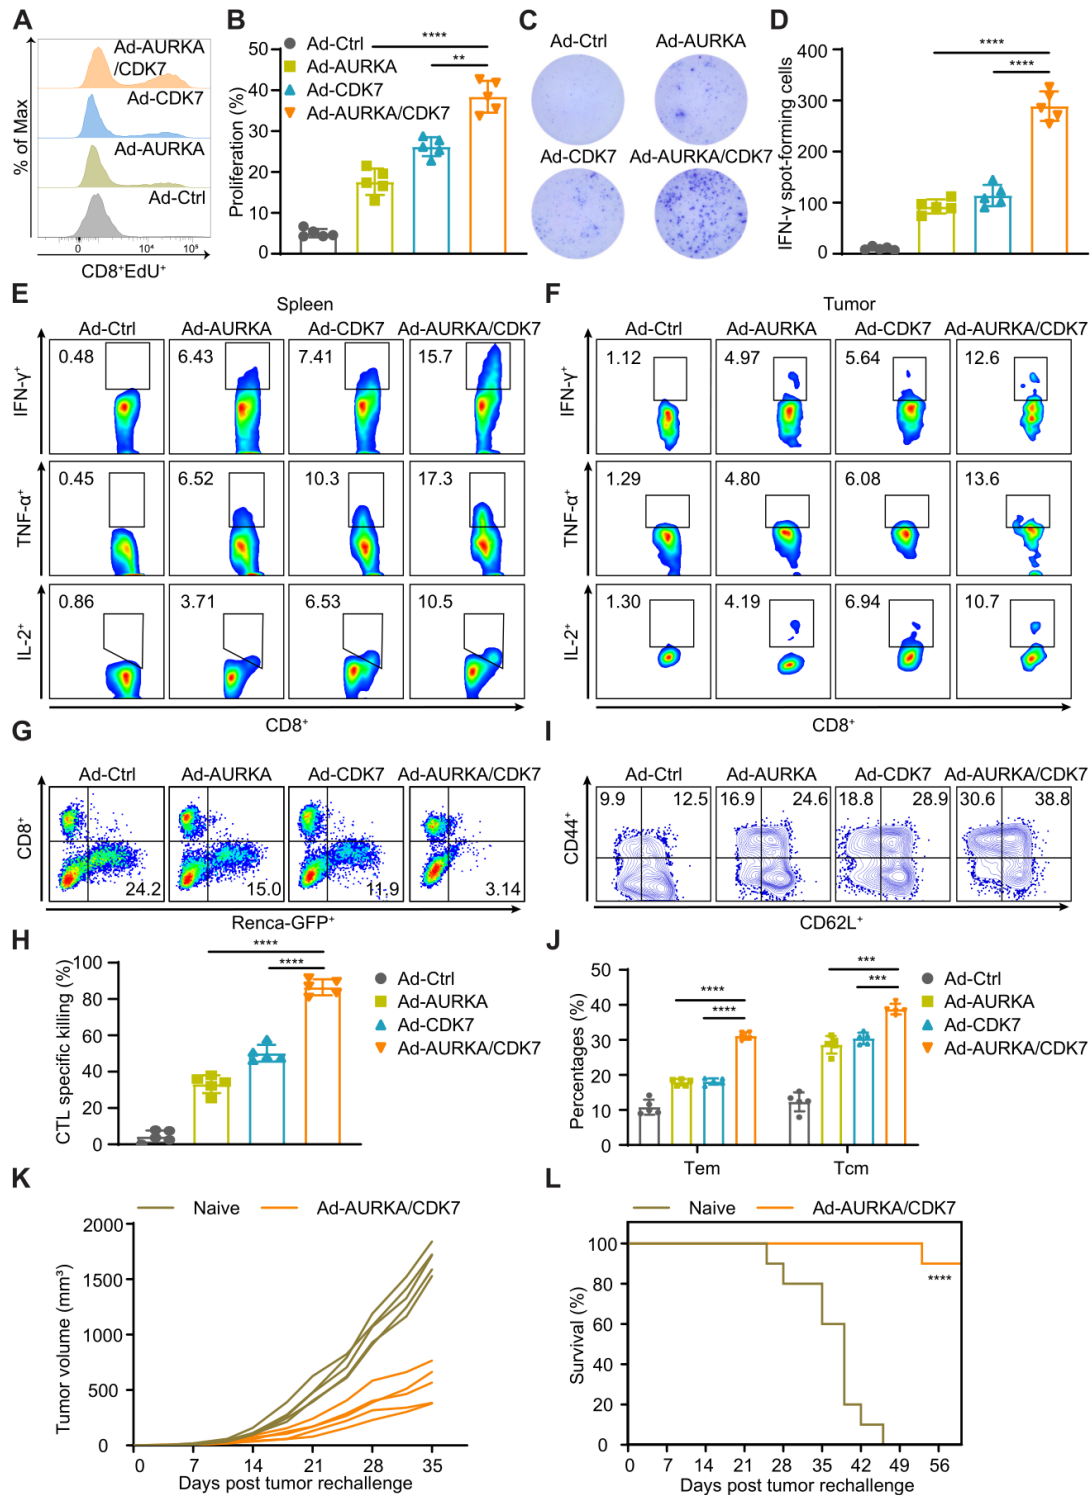 A
% of Max
Ad-AURKA
/CDK7
Ad-CDK7
Ad-AURKA
Ad-Ctrl
0 10⁴ 10⁵
CD8⁺EdU⁺
B
Proliferation (%)
50
40
30
20
10
0
**** 
**
Ad-Ctrl
Ad-AURKA
Ad-CDK7
Ad-AURKA/CDK7
C
Ad-Ctrl Ad-AURKA
Ad-CDK7 Ad-AURKA/CDK7
D
IFN-γ spot-forming cells
400
300
200
100
0
****
****
E
Spleen
Ad-Ctrl Ad-AURKA Ad-CDK7 Ad-AURKA/CDK7
IFN-γ⁺
0.48 6.43 7.41 15.7
TNF-α⁺
0.45 6.52 10.3 17.3
IL-2⁺
0.86 3.71 6.53 10.5
CD8⁺
F
Tumor
Ad-Ctrl Ad-AURKA Ad-CDK7 Ad-AURKA/CDK7
IFN-γ⁺
1.12 4.97 5.64 12.6
TNF-α⁺
1.29 4.80 6.08 13.6
IL-2⁺
1.30 4.19 6.94 10.7
CD8⁺
G
Ad-Ctrl Ad-AURKA Ad-CDK7 Ad-AURKA/CDK7
CD8⁺
24.2 15.0 11.9 3.14
Renca-GFP⁺
I
Ad-Ctrl Ad-AURKA Ad-CDK7 Ad-AURKA/CDK7
CD44⁺
9.9 12.5 16.9 24.6 18.8 28.9 30.6 38.8
CD62L⁺
H
CTL specific killing (%)
100
80
60
40
20
0
****
****
Ad-Ctrl
Ad-AURKA
Ad-CDK7
Ad-AURKA/CDK7
J
Percentages (%)
50
40
30
20
10
0
****
****
***
***
Tem Tcm
Ad-Ctrl
Ad-AURKA
Ad-CDK7
Ad-AURKA/CDK7
K
Naive Ad-AURKA/CDK7
Tumor volume (mm³)
2000
1500
1000
500
0
0 7 14 21 28 35
Days post tumor rechallenge
L
Naive Ad-AURKA/CDK7
Survival (%)
100
80
60
40
20
0
****
0 7 14 21 28 35 42 49 56
Days post tumor rechallenge